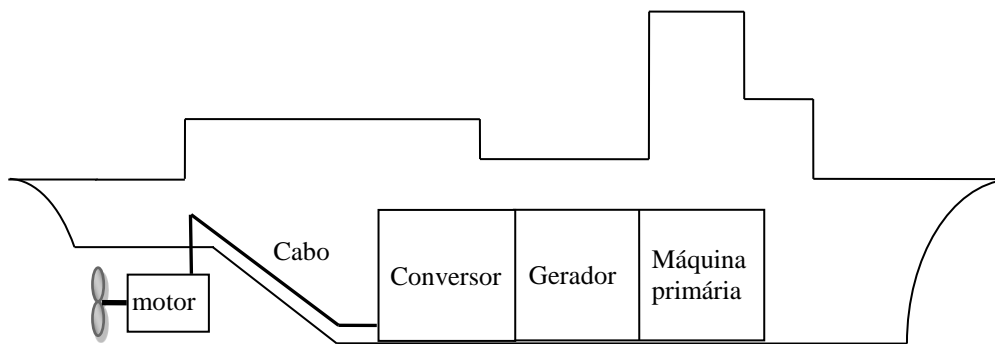 Cabo
Conversor
Gerador
Máquina
primária
motor